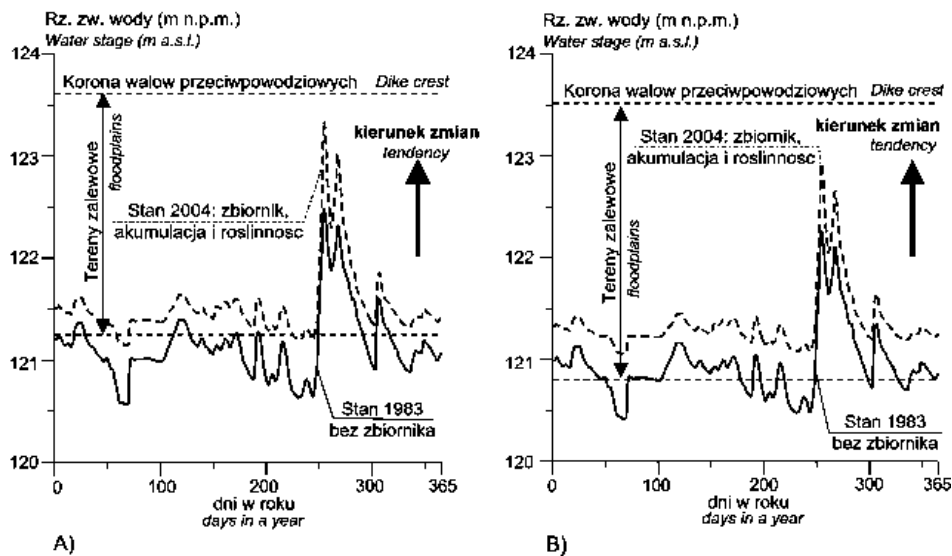 Rz. zw. wody (m n.p.m.)
Water stage (m a.s.l.)
124
123
122
121
120
Korona walow przeciwpowodziowych Dike crest
kierunek zmian
tendency
Tereny zalewowe
floodplains
Stan 2004: zbiornik,
akumulacja i roslinnosc
Stan 1983
bez zbiornika
0 100 200 300 365
dni w roku
days in a year
A)
Rz. zw. wody (m n.p.m.)
Water stage (m a.s.l.)
124
123
122
121
120
Korona walow przeciwpowodziowych Dike crest
kierunek zmian
tendency
Stan 2004: zbiornik,
akumulacja i roslinnosc
Tereny zalewowe
floodplains
Stan 1983
bez zbiornika
0 100 200 300 365
dni w roku
days in a year
B)